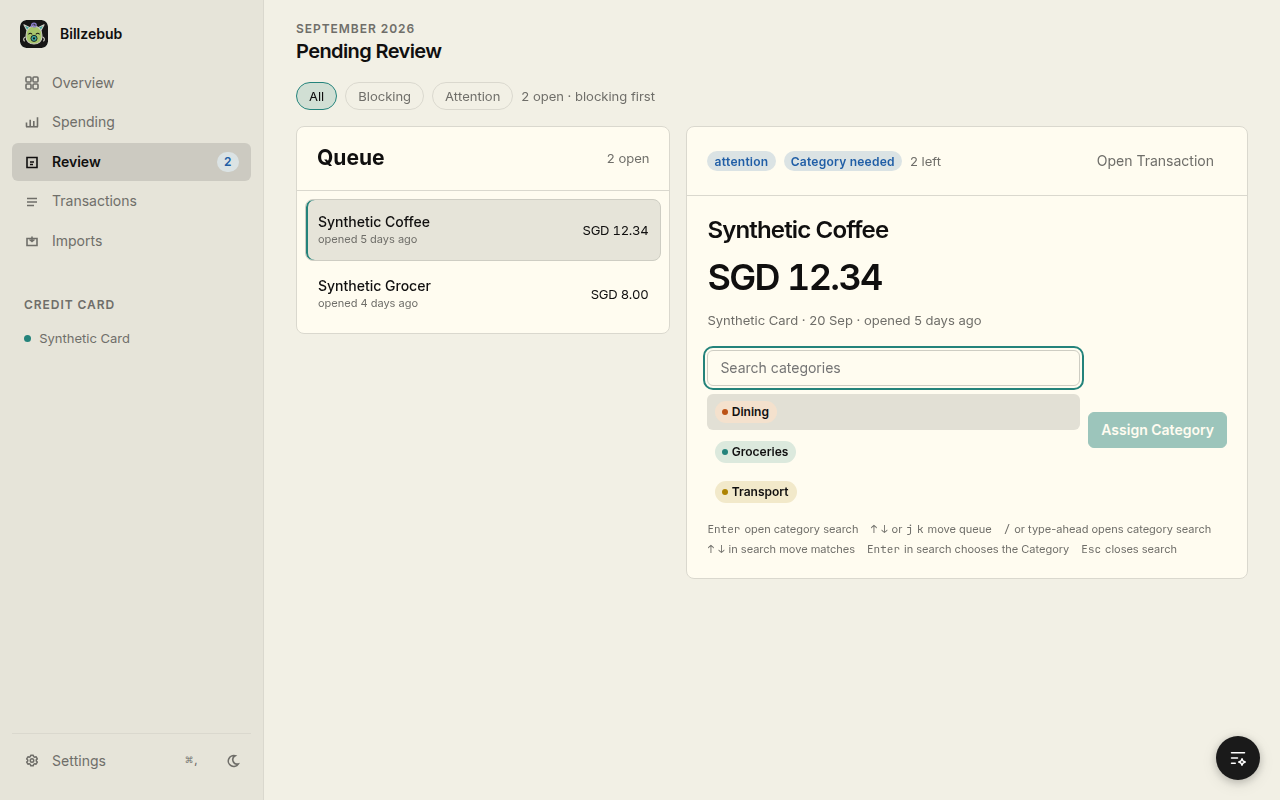 Billzebub
Overview
Spending
Review 2
Transactions
Imports
CREDIT CARD
Synthetic Card
Settings ⌘,
SEPTEMBER 2026
Pending Review
All Blocking Attention 2 open · blocking first
Queue 2 open
Synthetic Coffee
opened 5 days ago
SGD 12.34
Synthetic Grocer
opened 4 days ago
SGD 8.00
attention Category needed 2 left Open Transaction
Synthetic Coffee
SGD 12.34
Synthetic Card · 20 Sep · opened 5 days ago
Search categories
Dining
Groceries
Transport
Assign Category
Enter open category search ↑ ↓ or j k move queue / or type-ahead opens category search
↑ ↓ in search move matches Enter in search chooses the Category Esc closes search